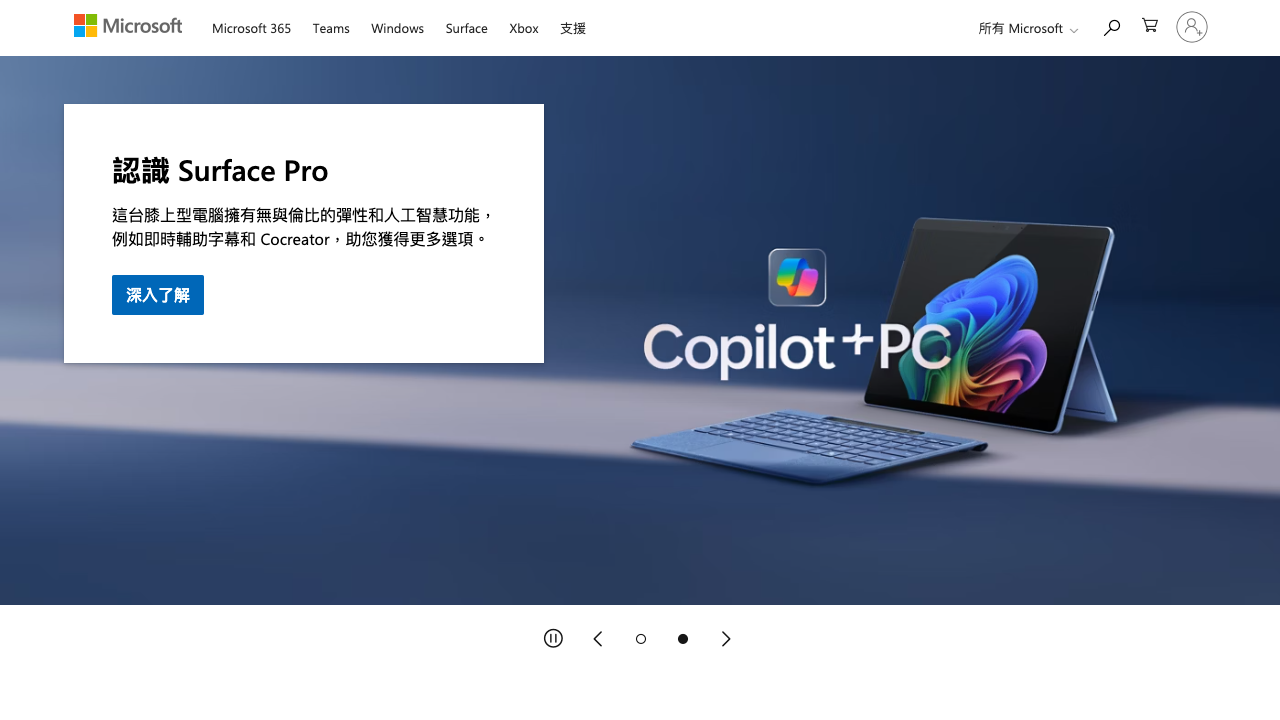 Microsoft
Microsoft 365
Teams
Windows
Surface
Xbox
支援
所有 Microsoft
認識 Surface Pro
這台膝上型電腦擁有無與倫比的彈性和人工智慧功能，
例如即時輔助字幕和 Cocreator，助您獲得更多選項。
深入了解
Copilot+PC